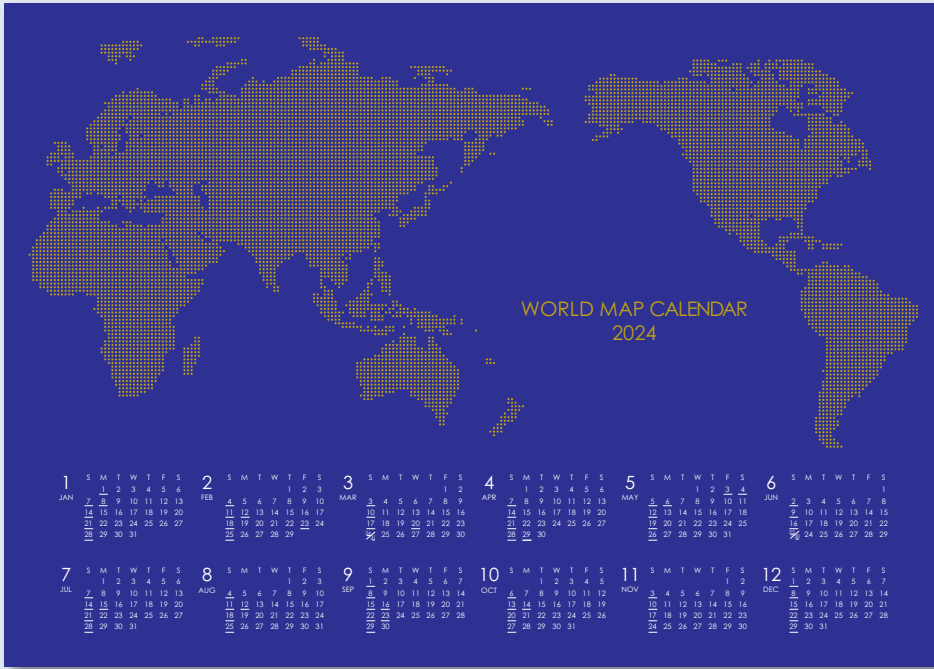 WORLD MAP CALENDAR
2024
1
JAN
S M T W T F S
1 2 3 4 5 6
7 8 9 10 11 12 13
14 15 16 17 18 19 20
21 22 23 24 25 26 27
28 29 30 31
2
FEB
S M T W T F S
1 2 3
4 5 6 7 8 9 10
11 12 13 14 15 16 17
18 19 20 21 22 23 24
25 26 27 28 29
3
MAR
S M T W T F S
1 2
3 4 5 6 7 8 9
10 11 12 13 14 15 16
17 18 19 20 21 22 23
24/31 25 26 27 28 29 30
4
APR
S M T W T F S
1 2 3 4 5 6
7 8 9 10 11 12 13
14 15 16 17 18 19 20
21 22 23 24 25 26 27
28 29 30
5
MAY
S M T W T F S
1 2 3 4
5 6 7 8 9 10 11
12 13 14 15 16 17 18
19 20 21 22 23 24 25
26 27 28 29 30 31
6
JUN
S M T W T F S
1
2 3 4 5 6 7 8
9 10 11 12 13 14 15
16 17 18 19 20 21 22
23/30 24 25 26 27 28 29
7
JUL
S M T W T F S
1 2 3 4 5 6
7 8 9 10 11 12 13
14 15 16 17 18 19 20
21 22 23 24 25 26 27
28 29 30 31
8
AUG
S M T W T F S
1 2 3
4 5 6 7 8 9 10
11 12 13 14 15 16 17
18 19 20 21 22 23 24
25 26 27 28 29 30 31
9
SEP
S M T W T F S
1 2 3 4 5 6 7
8 9 10 11 12 13 14
15 16 17 18 19 20 21
22 23 24 25 26 27 28
29 30
10
OCT
S M T W T F S
1 2 3 4 5
6 7 8 9 10 11 12
13 14 15 16 17 18 19
20 21 22 23 24 25 26
27 28 29 30 31
11
NOV
S M T W T F S
1 2
3 4 5 6 7 8 9
10 11 12 13 14 15 16
17 18 19 20 21 22 23
24 25 26 27 28 29 30
12
DEC
S M T W T F S
1 2 3 4 5 6 7
8 9 10 11 12 13 14
15 16 17 18 19 20 21
22 23 24 25 26 27 28
29 30 31